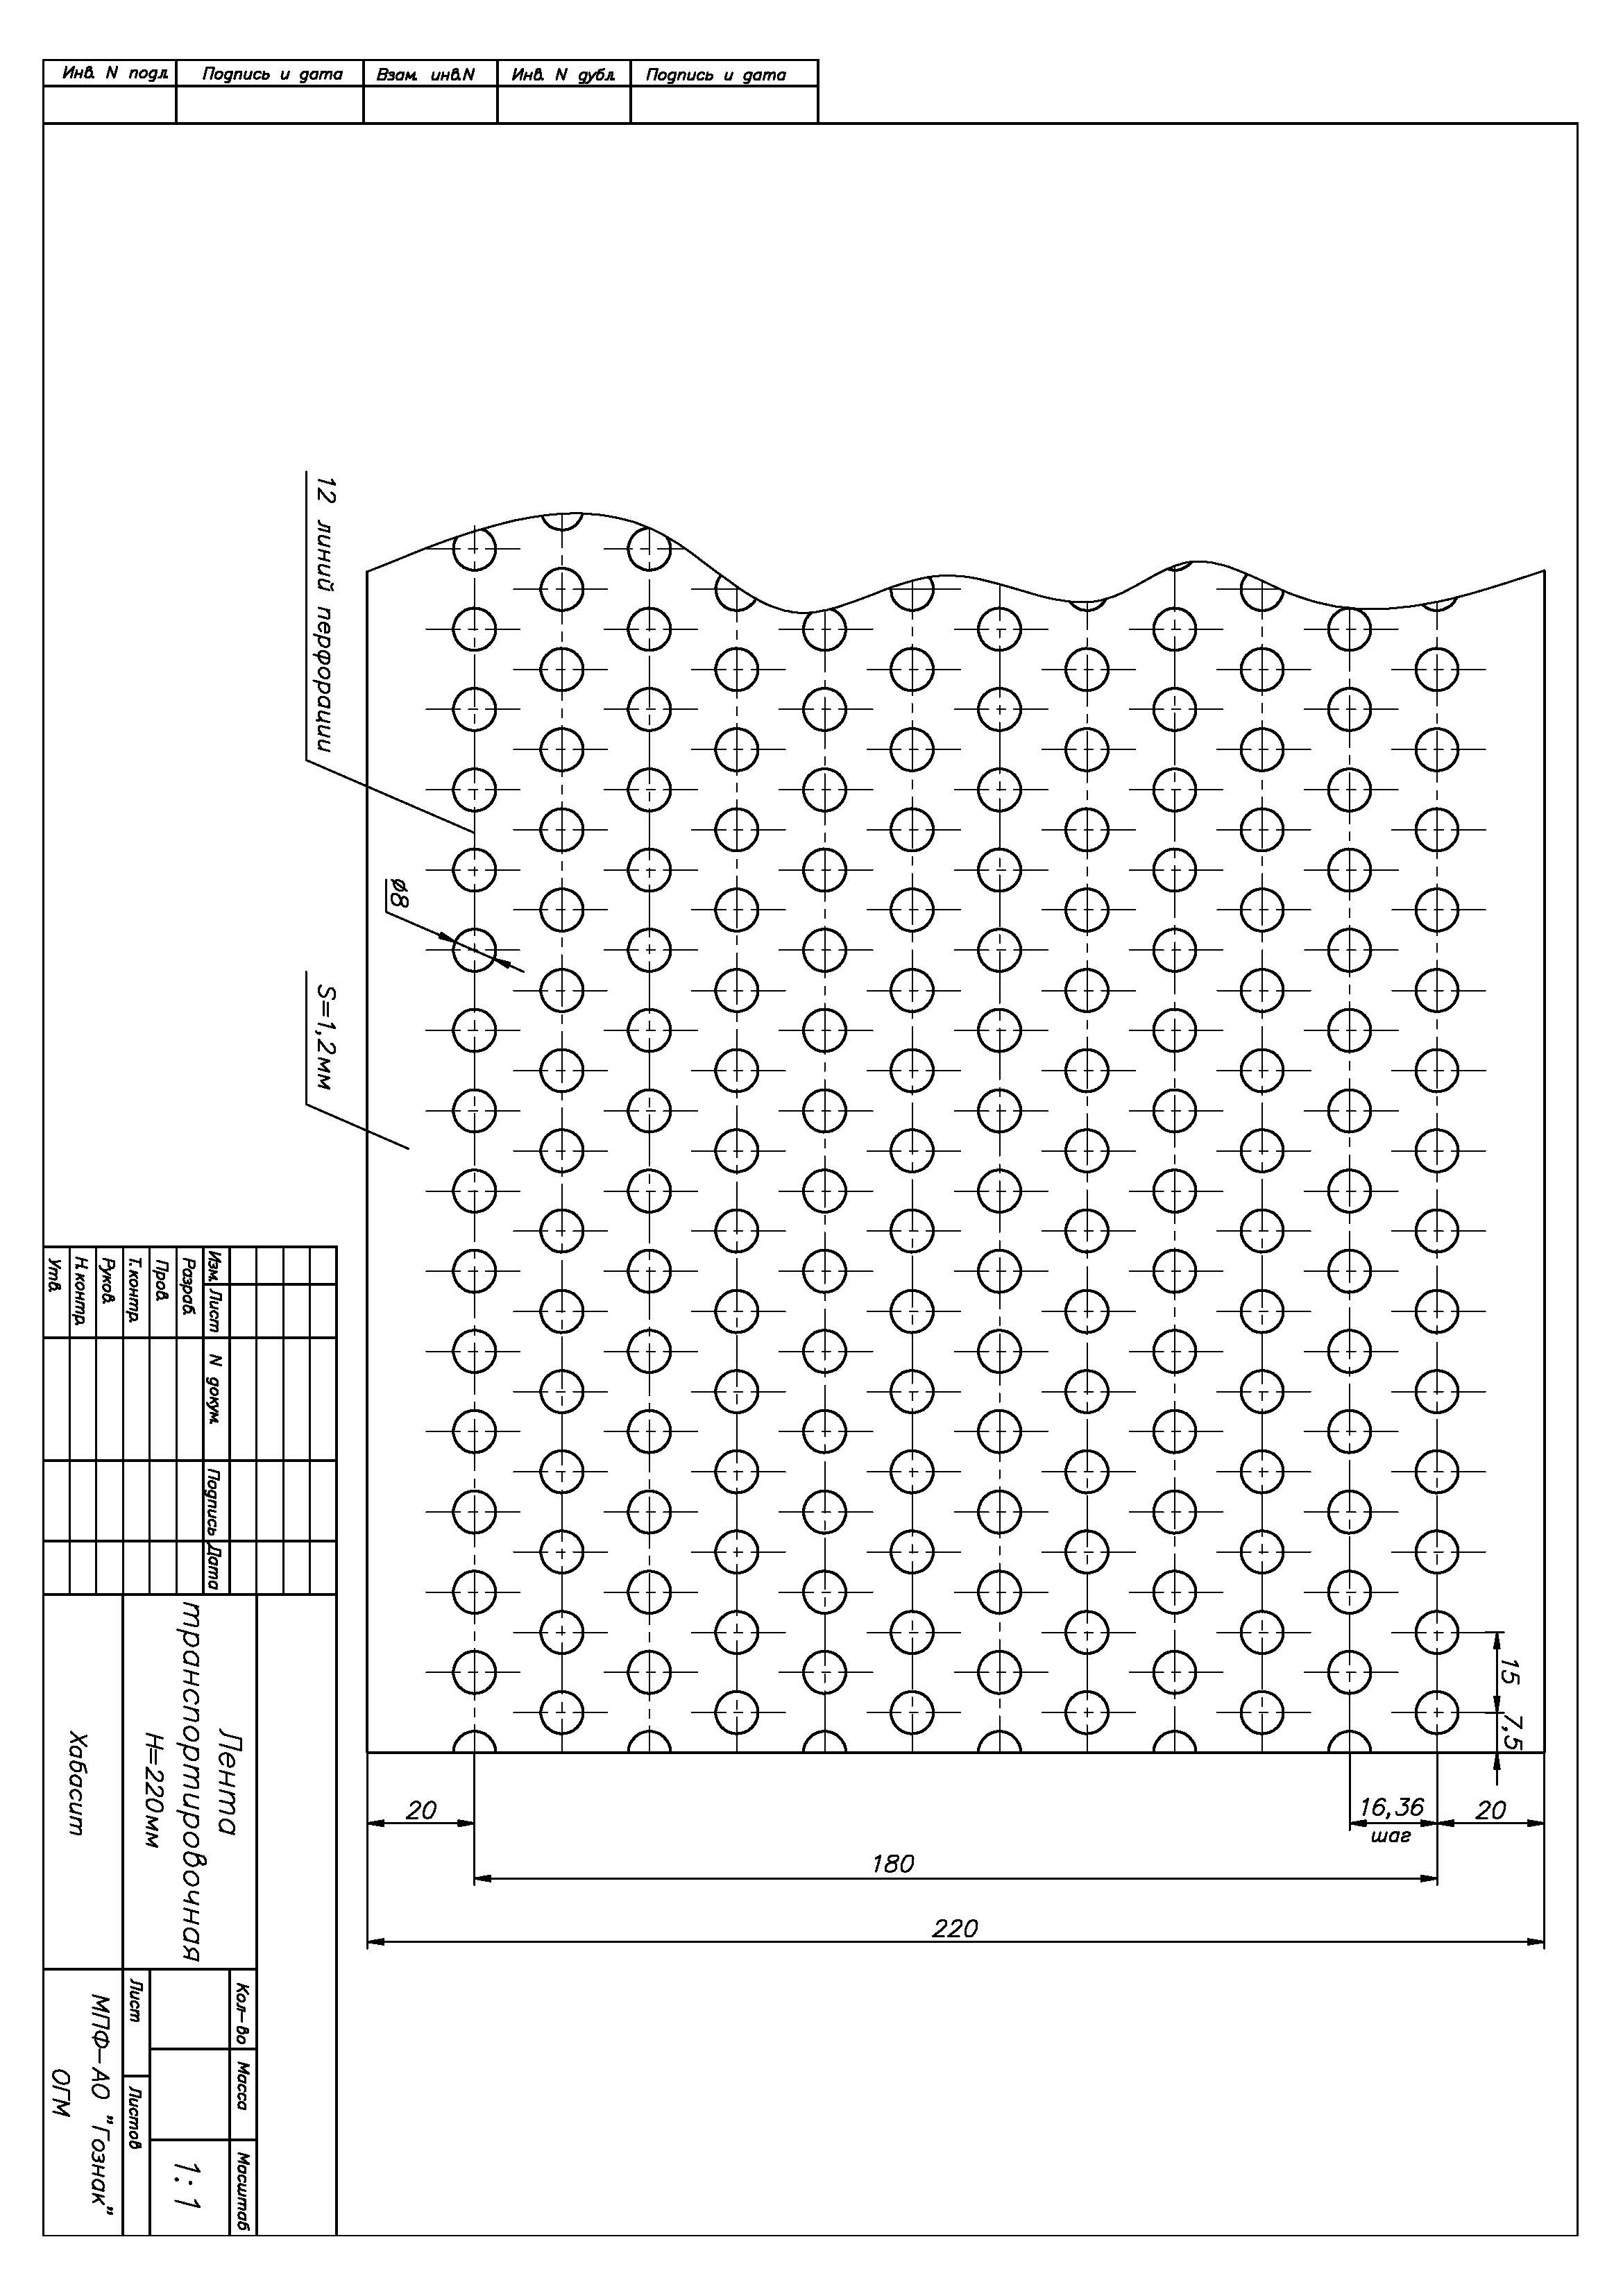 Инв. N подл.
Подпись и дата
Взам. инв.N
Инв. N дубл.
Подпись и дата
12 линий перфорации
Ø8
S=1,2мм
15
7,5
20
16,36
шаг
20
180
220
Изм.
Лист
N докум.
Подпись
Дата
Разраб.
Пров.
Т.контр.
Руков.
Н.контр.
Утв.
Лента
транспортировочная
H=220мм
Хабасит
Кол-во
Масса
Масштаб
1:1
Лист
Листов
МПФ-АО "Гознак"
ОГМ